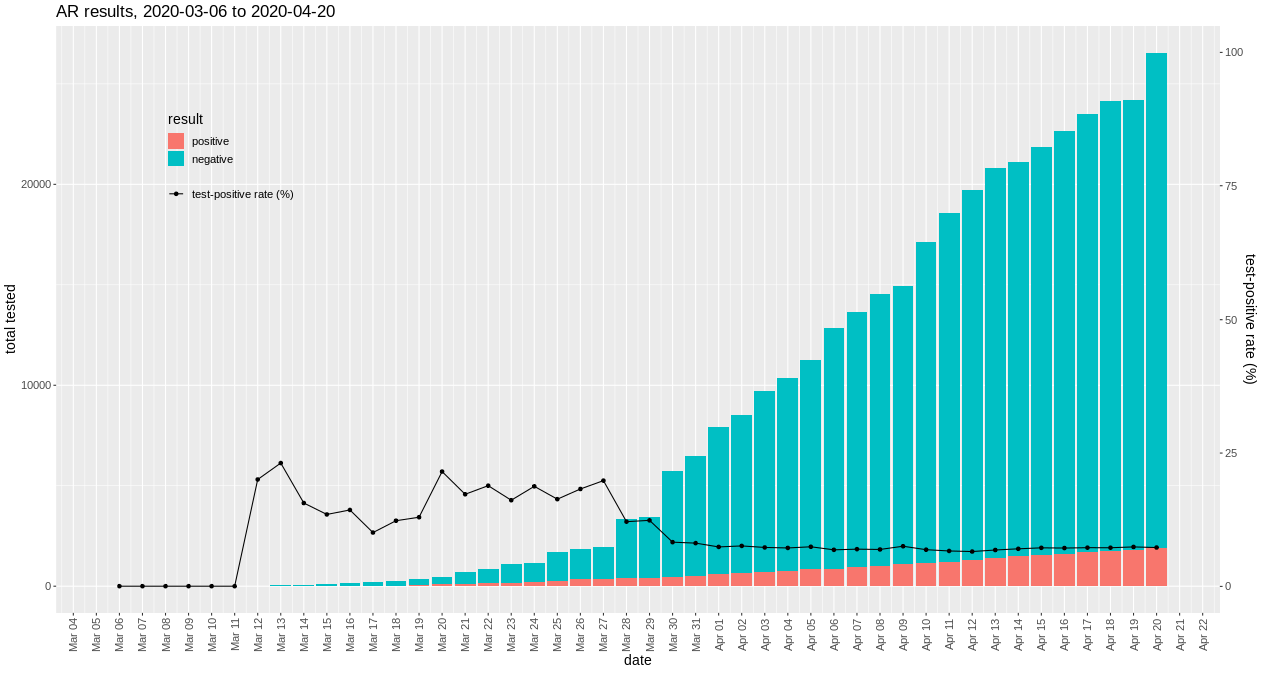 AR results, 2020-03-06 to 2020-04-20
result
positive
negative
test-positive rate (%)
total tested
20000
10000
0
100
75
50
25
0
test-positive rate (%)
Mar 04
Mar 05
Mar 06
Mar 07
Mar 08
Mar 09
Mar 10
Mar 11
Mar 12
Mar 13
Mar 14
Mar 15
Mar 16
Mar 17
Mar 18
Mar 19
Mar 20
Mar 21
Mar 22
Mar 23
Mar 24
Mar 25
Mar 26
Mar 27
Mar 28
Mar 29
Mar 30
Mar 31
Apr 01
Apr 02
Apr 03
Apr 04
Apr 05
Apr 06
Apr 07
Apr 08
Apr 09
Apr 10
Apr 11
Apr 12
Apr 13
Apr 14
Apr 15
Apr 16
Apr 17
Apr 18
Apr 19
Apr 20
Apr 21
Apr 22
date